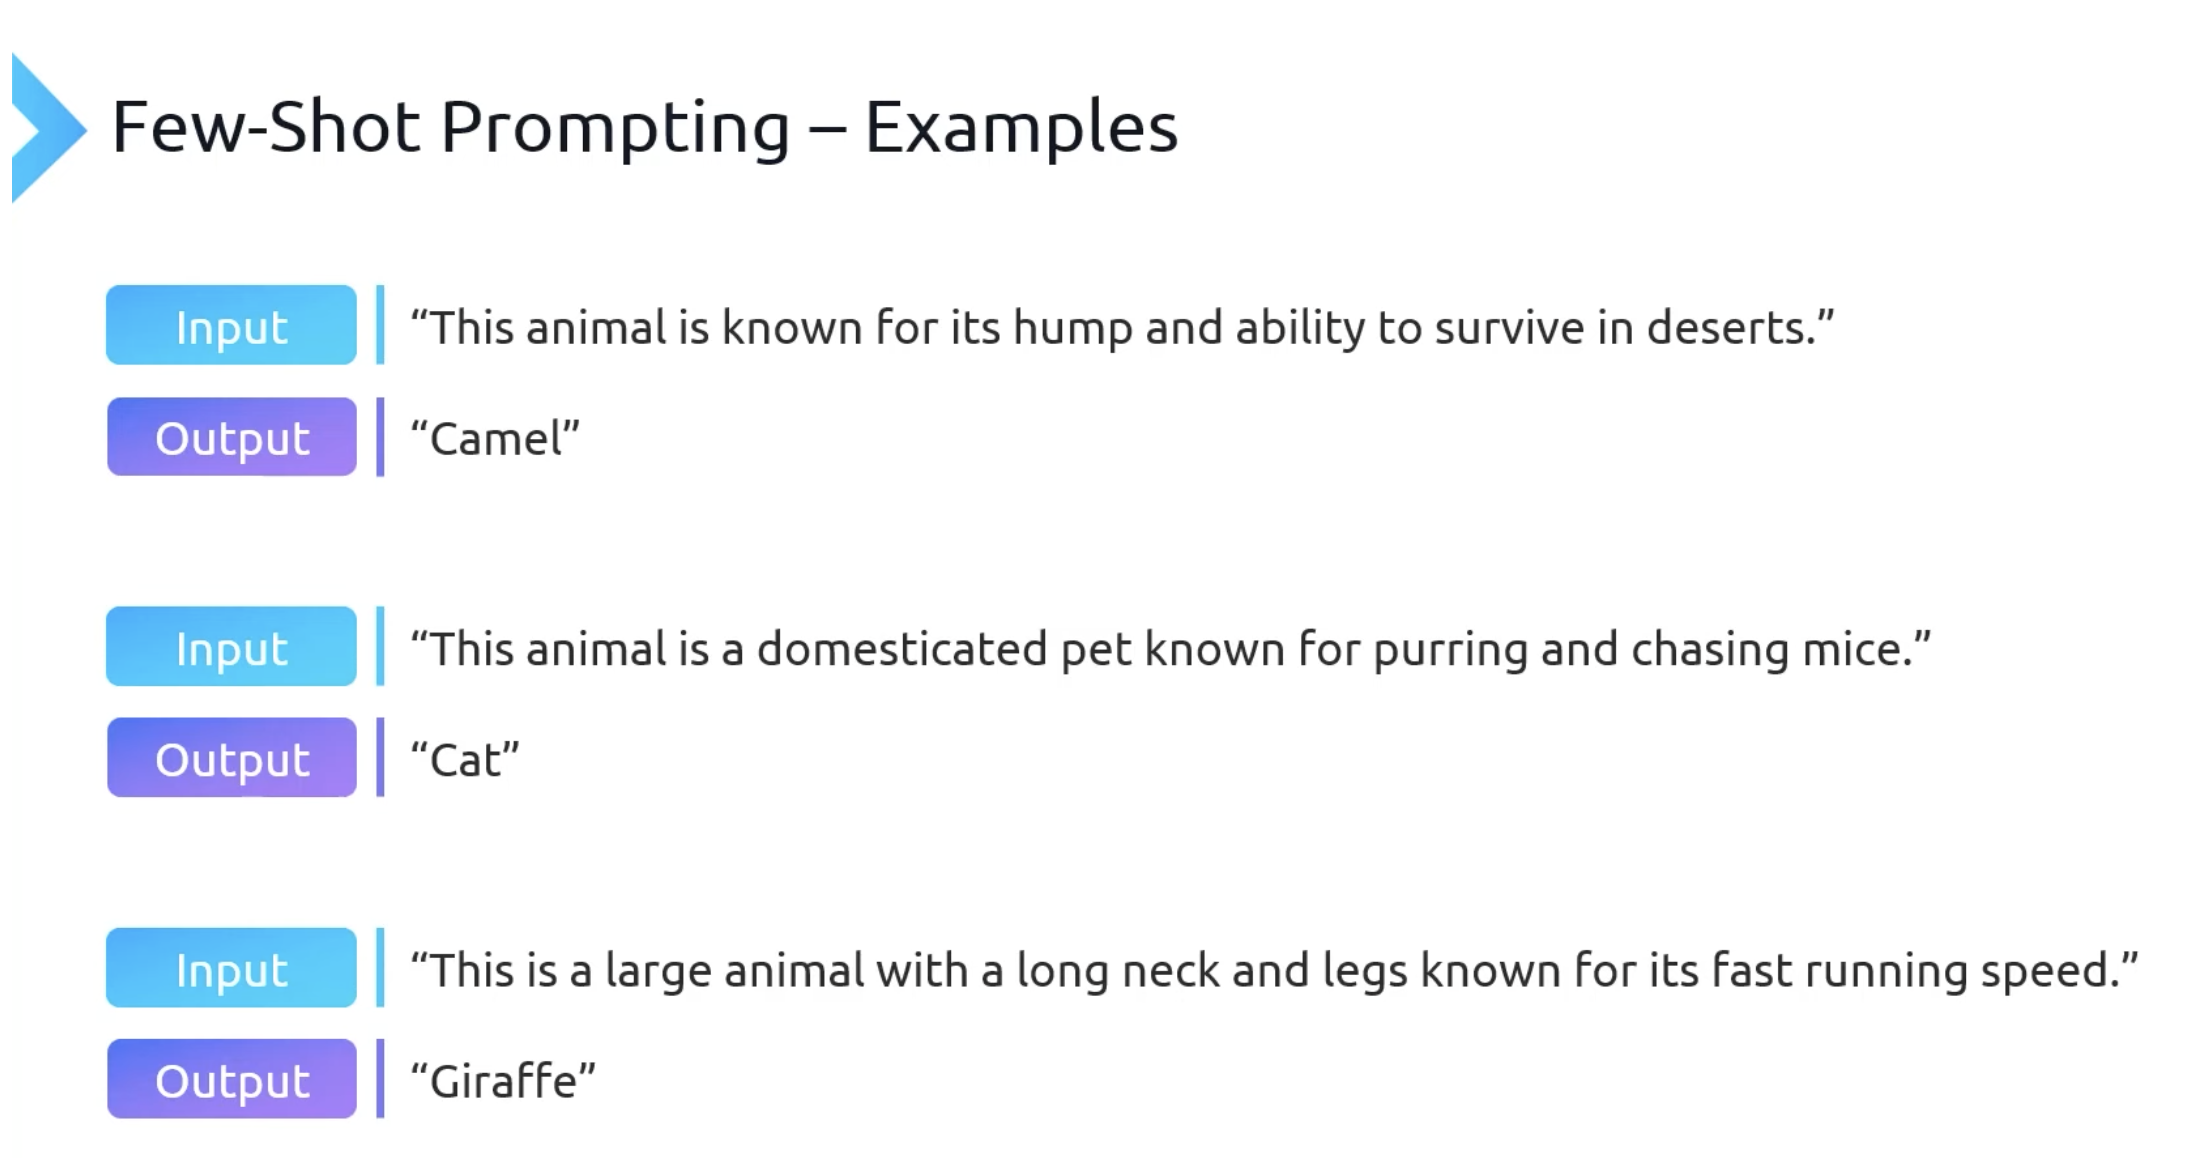 Few-Shot Prompting – Examples
Input
“This animal is known for its hump and ability to survive in deserts.”
Output
“Camel”
Input
“This animal is a domesticated pet known for purring and chasing mice.”
Output
“Cat”
Input
“This is a large animal with a long neck and legs known for its fast running speed.”
Output
“Giraffe”